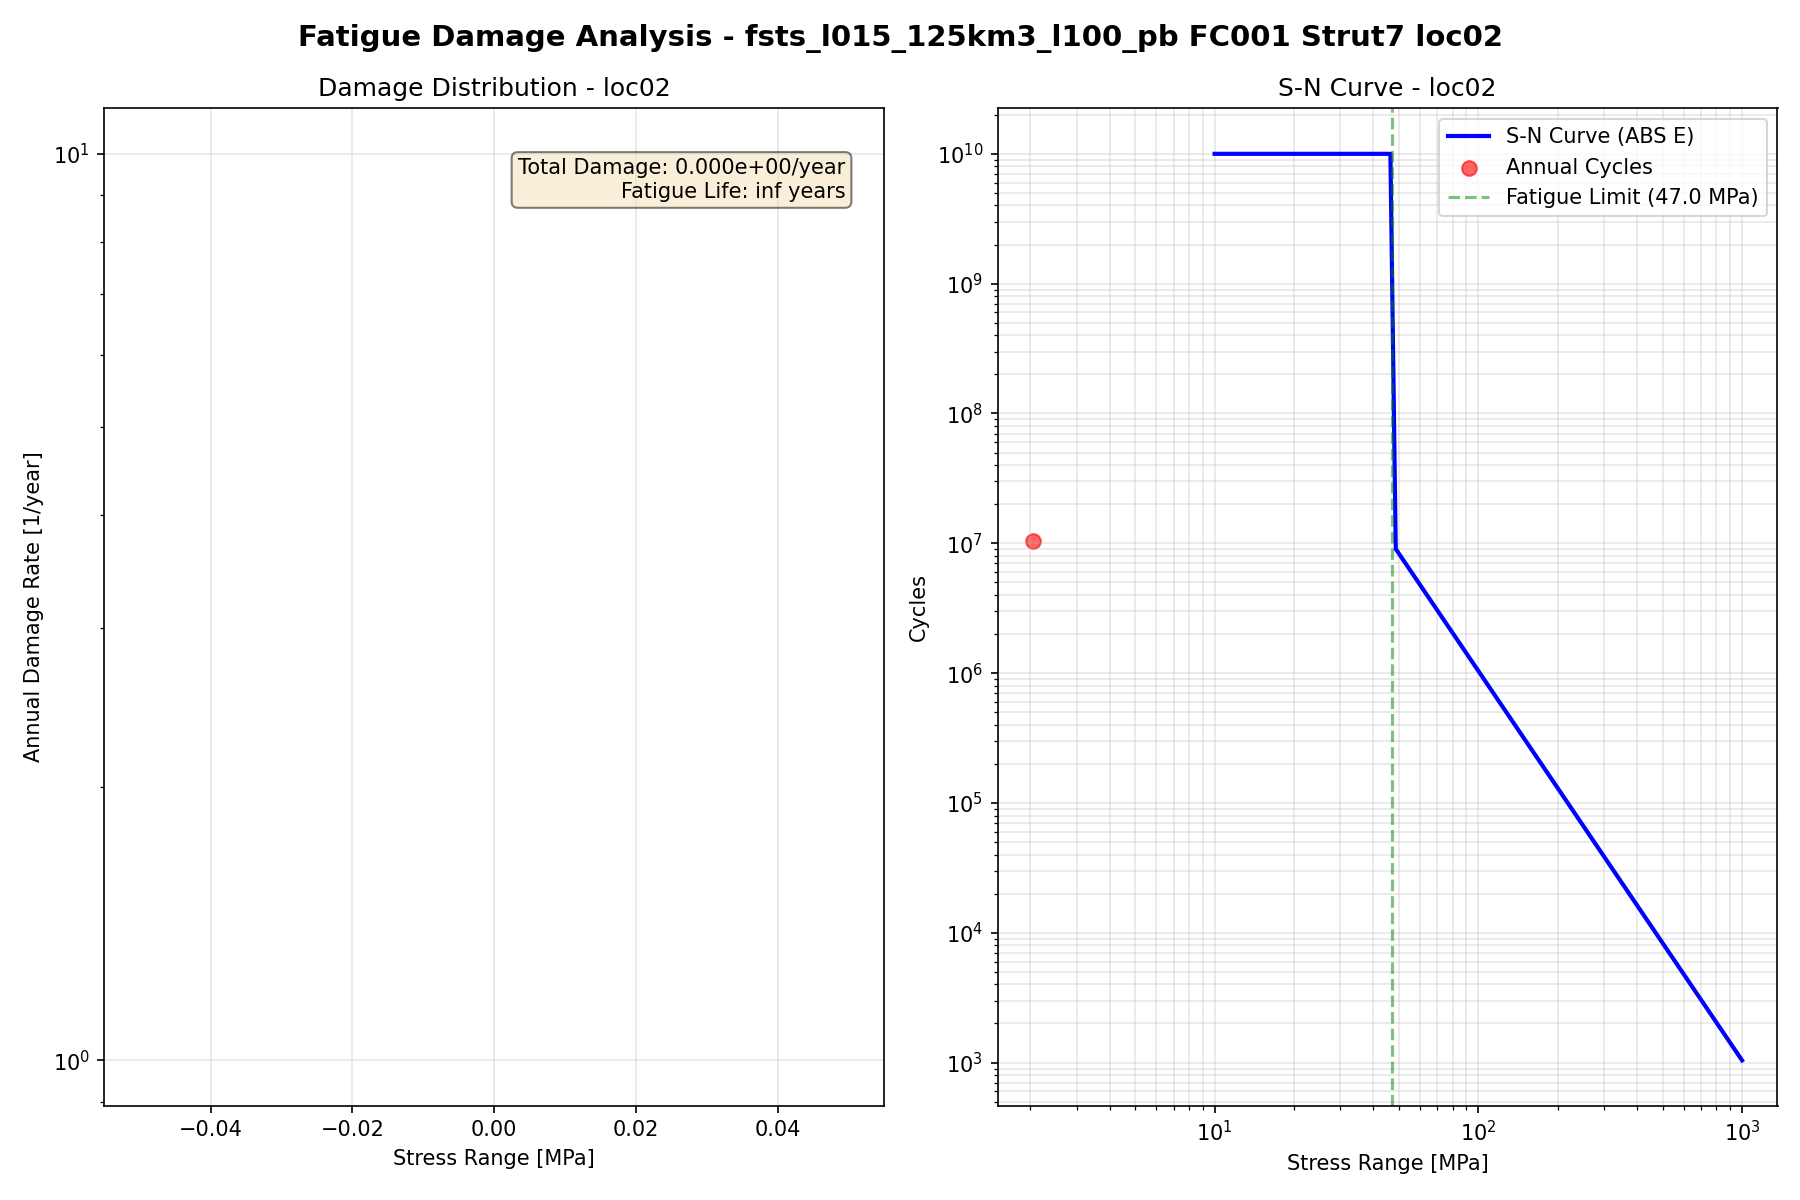 Fatigue Damage Analysis - fsts_l015_125km3_l100_pb FC001 Strut7 loc02
Damage Distribution - loc02
Annual Damage Rate [1/year]
10¹
10⁰
Total Damage: 0.000e+00/year
Fatigue Life: inf years
−0.04 −0.02 0.00 0.02 0.04
Stress Range [MPa]
S-N Curve - loc02
Cycles
10¹⁰
10⁹
10⁸
10⁷
10⁶
10⁵
10⁴
10³
S-N Curve (ABS E)
Annual Cycles
Fatigue Limit (47.0 MPa)
10¹ 10² 10³
Stress Range [MPa]